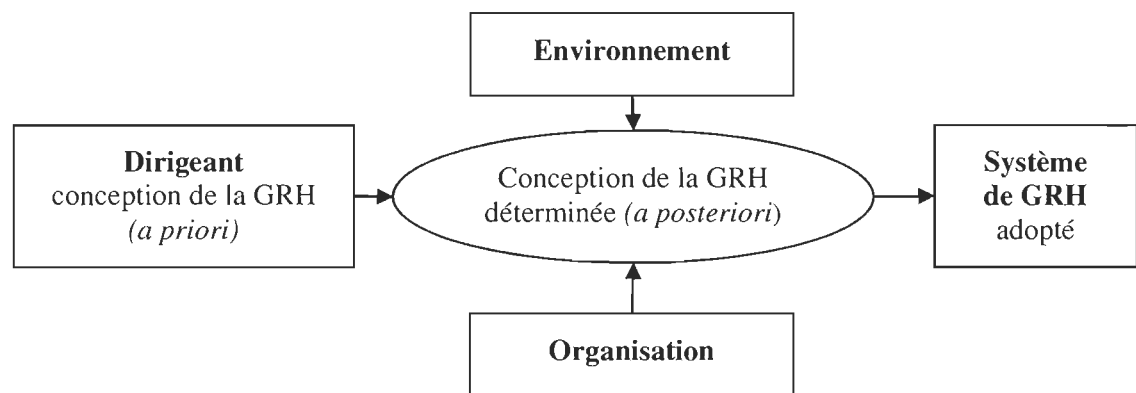 Environnement
Dirigeant
conception de la GRH
(a priori)
Conception de la GRH
déterminée (a posteriori)
Système
de GRH
adopté
Organisation